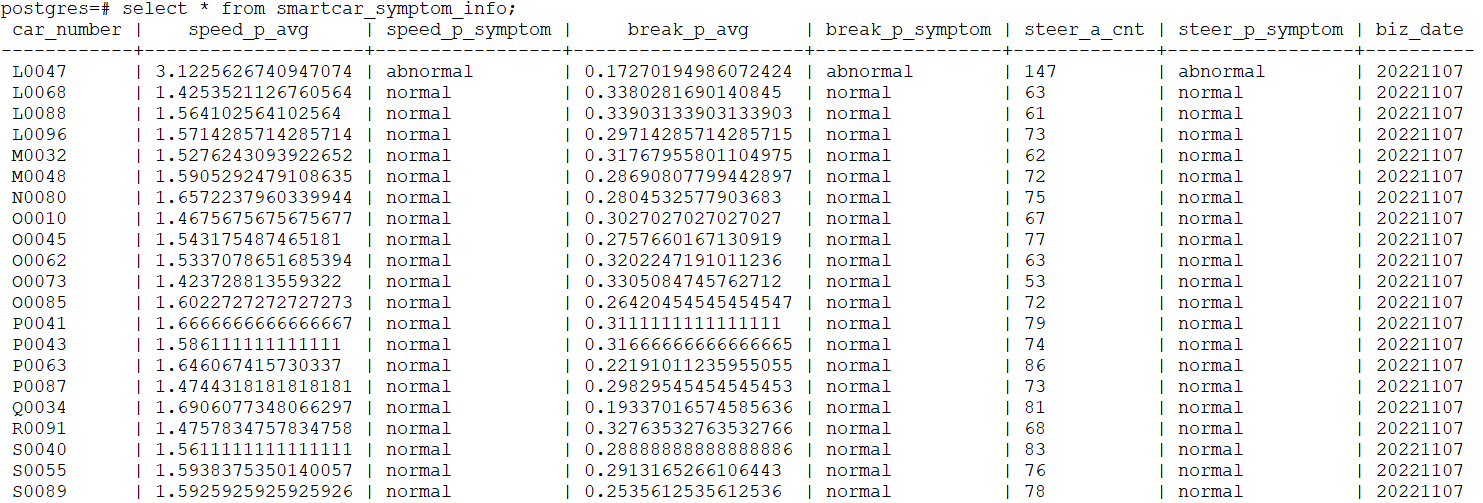 postgres=# select * from smartcar_symptom_info;
car_number | speed_p_avg | speed_p_symptom | break_p_avg | break_p_symptom | steer_a_cnt | steer_p_symptom | biz_date
------------+--------------------+-----------------+---------------------+-----------------+-------------+-----------------+----------
L0047 | 3.1225626740947074 | abnormal | 0.17270194986072424 | abnormal | 147 | abnormal | 20221107
L0068 | 1.4253521126760564 | normal | 0.3380281690140845 | normal | 63 | normal | 20221107
L0088 | 1.564102564102564 | normal | 0.33903133903133903 | normal | 61 | normal | 20221107
L0096 | 1.5714285714285714 | normal | 0.29714285714285715 | normal | 73 | normal | 20221107
M0032 | 1.5276243093922652 | normal | 0.31767955801104975 | normal | 62 | normal | 20221107
M0048 | 1.5905292479108635 | normal | 0.28690807799442897 | normal | 72 | normal | 20221107
N0080 | 1.6572237960339944 | normal | 0.2804532577903683 | normal | 75 | normal | 20221107
O0010 | 1.4675675675675677 | normal | 0.3027027027027027 | normal | 67 | normal | 20221107
O0045 | 1.543175487465181 | normal | 0.2757660167130919 | normal | 77 | normal | 20221107
O0062 | 1.5337078651685394 | normal | 0.3202247191011236 | normal | 63 | normal | 20221107
O0073 | 1.423728813559322 | normal | 0.3305084745762712 | normal | 53 | normal | 20221107
O0085 | 1.6022727272727273 | normal | 0.26420454545454547 | normal | 72 | normal | 20221107
P0041 | 1.6666666666666667 | normal | 0.3111111111111111 | normal | 79 | normal | 20221107
P0043 | 1.586111111111111 | normal | 0.31666666666666665 | normal | 74 | normal | 20221107
P0063 | 1.646067415730337 | normal | 0.22191011235955055 | normal | 86 | normal | 20221107
P0087 | 1.4744318181818181 | normal | 0.29829545454545453 | normal | 73 | normal | 20221107
Q0034 | 1.6906077348066297 | normal | 0.19337016574585636 | normal | 81 | normal | 20221107
R0091 | 1.4757834757834758 | normal | 0.32763532763532766 | normal | 68 | normal | 20221107
S0040 | 1.5611111111111111 | normal | 0.28888888888888886 | normal | 83 | normal | 20221107
S0055 | 1.5938375350140057 | normal | 0.2913165266106443 | normal | 76 | normal | 20221107
S0089 | 1.5925925925925926 | normal | 0.2535612535612536 | normal | 78 | normal | 20221107